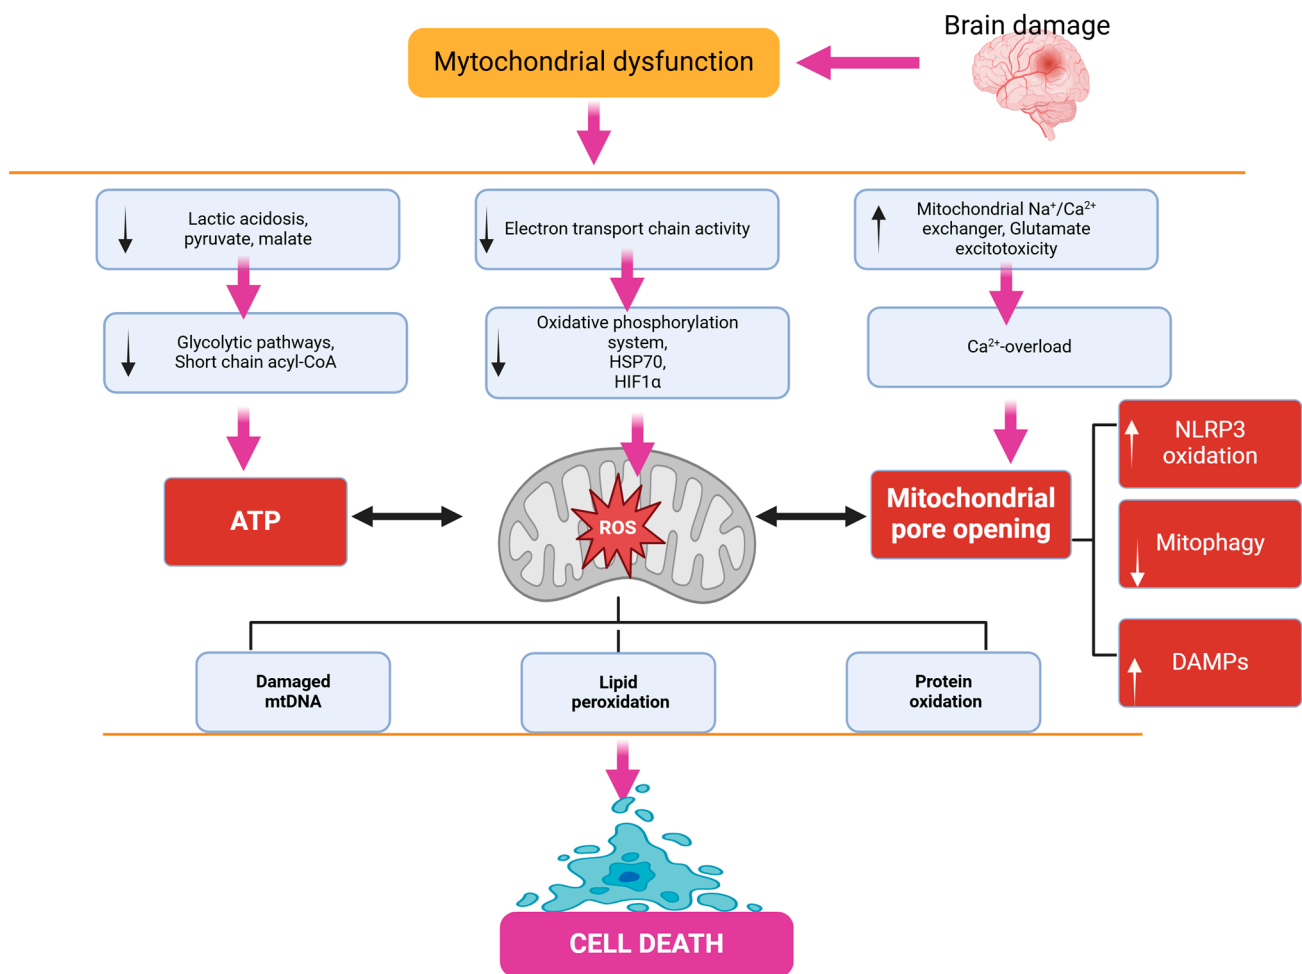 Brain damage
Mytochondrial dysfunction
Lactic acidosis,
pyruvate, malate
Electron transport chain activity
Mitochondrial Na⁺/Ca²⁺
exchanger, Glutamate
excitotoxicity
Glycolytic pathways,
Short chain acyl-CoA
Oxidative phosphorylation
system,
HSP70,
HIF1α
Ca²⁺-overload
ATP
ROS
Mitochondrial
pore opening
NLRP3
oxidation
Mitophagy
DAMPs
Damaged
mtDNA
Lipid
peroxidation
Protein
oxidation
CELL DEATH